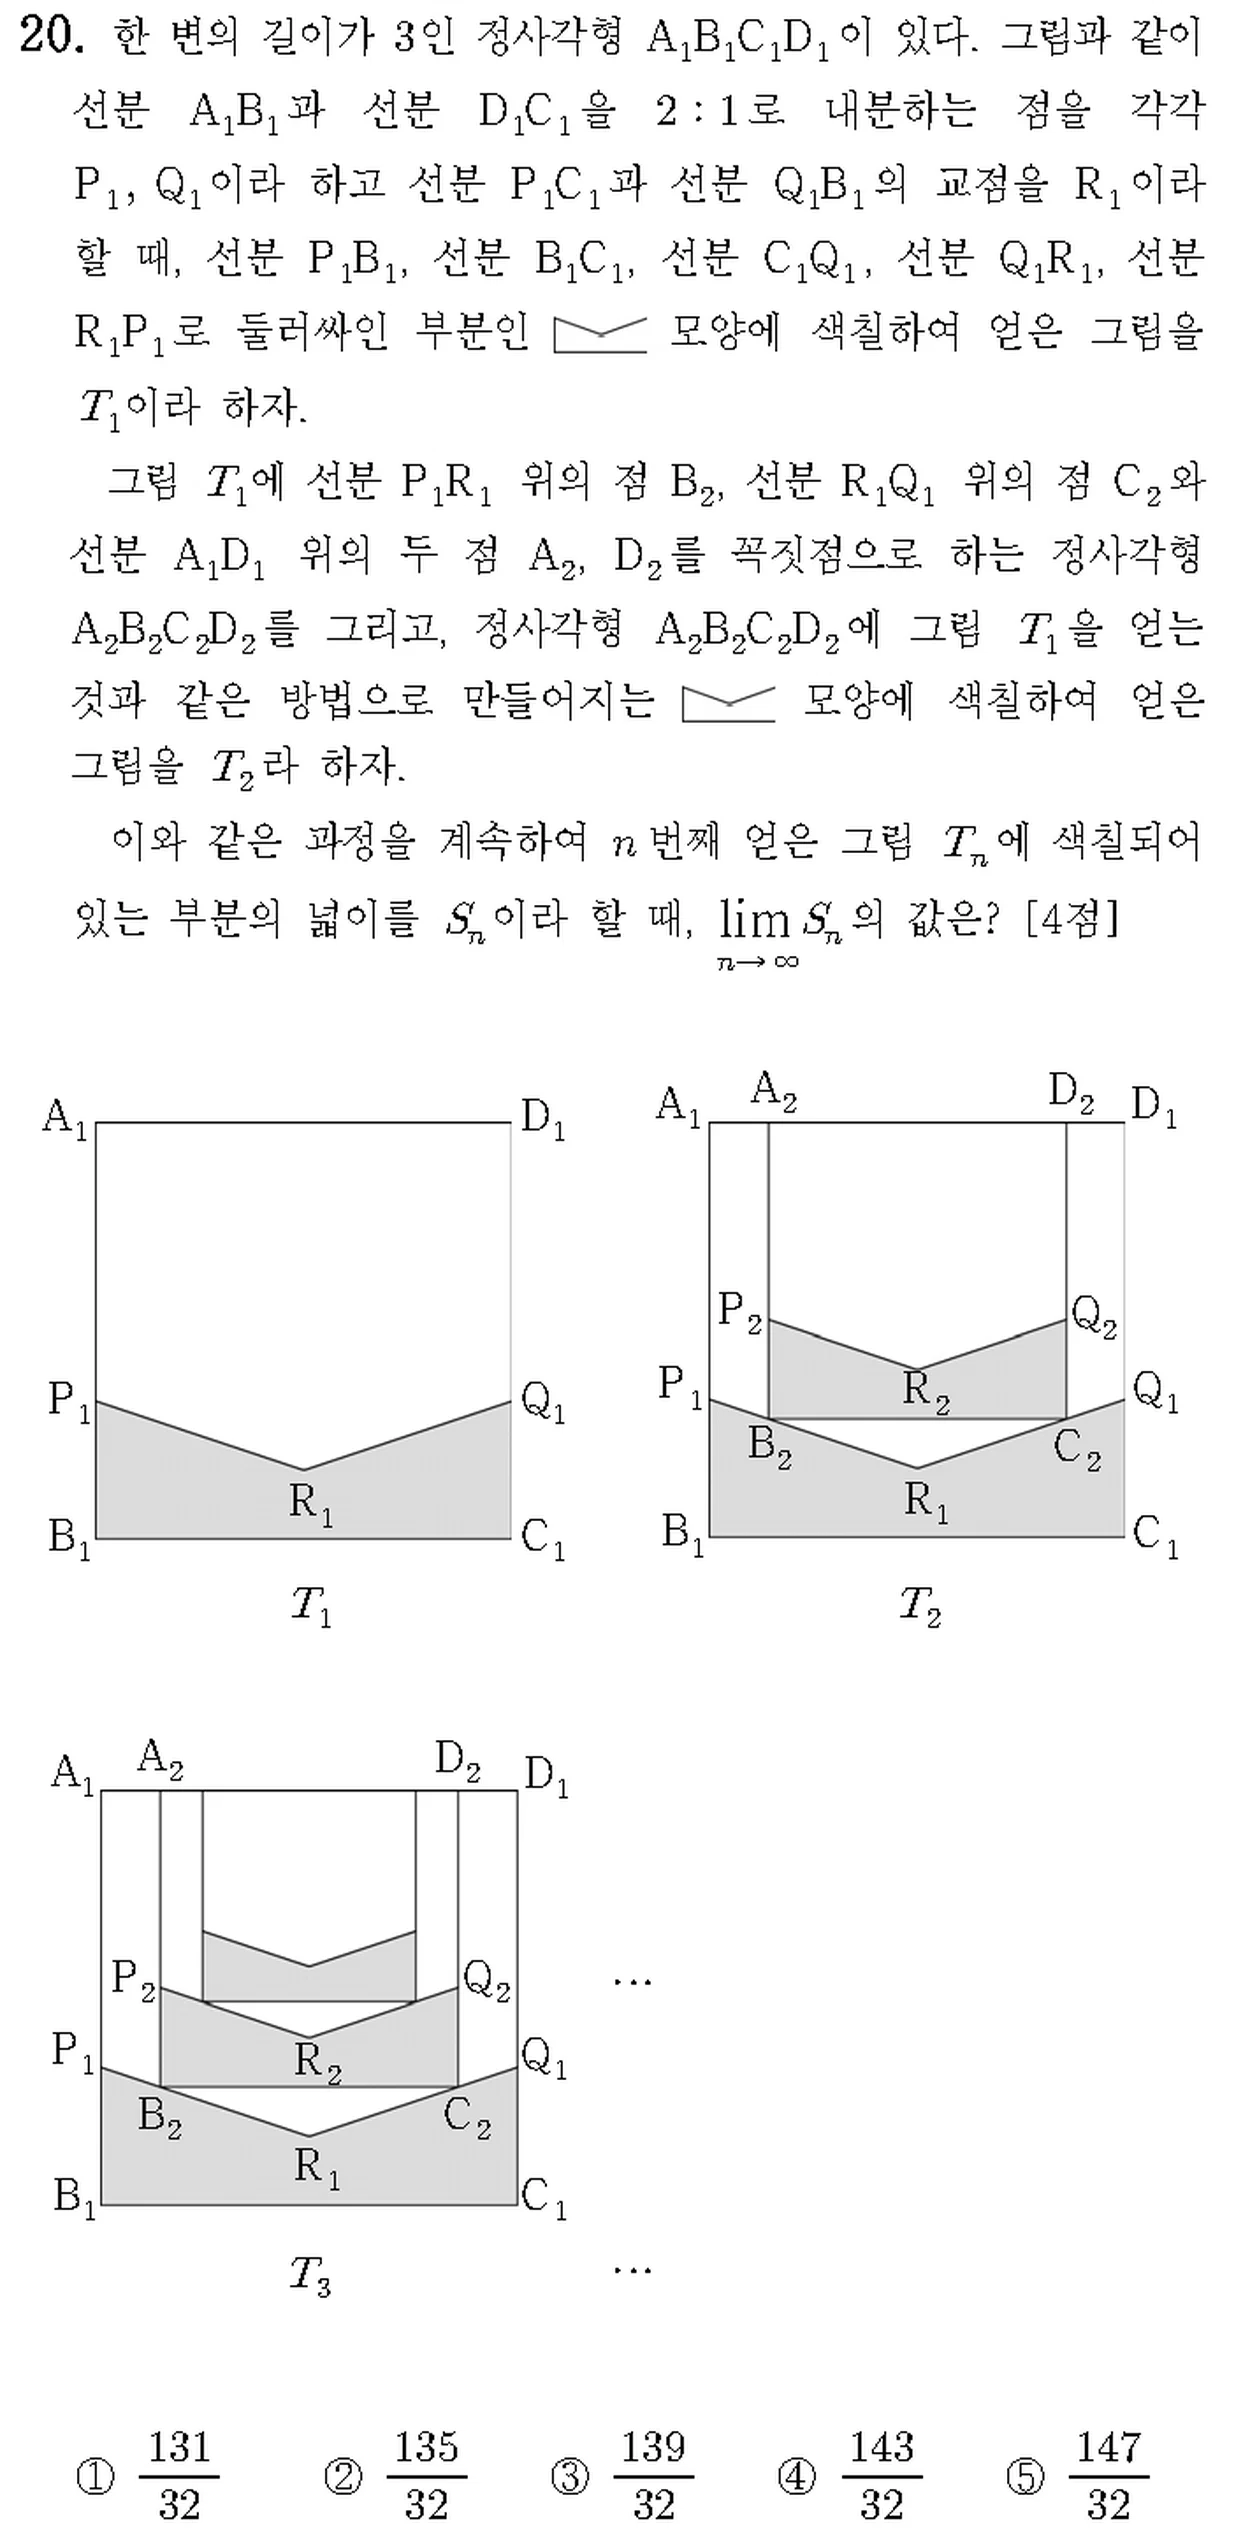 20. 한 변의 길이가 3인 정사각형 A₁B₁C₁D₁이 있다. 그림과 같이
선분 A₁B₁과 선분 D₁C₁을 2 : 1로 내분하는 점을 각각
P₁, Q₁이라 하고 선분 P₁C₁과 선분 Q₁B₁의 교점을 R₁이라
할 때, 선분 P₁B₁, 선분 B₁C₁, 선분 C₁Q₁, 선분 Q₁R₁, 선분
R₁P₁로 둘러싸인 부분인 모양에 색칠하여 얻은 그림을
T₁이라 하자.
그림 T₁에 선분 P₁R₁ 위의 점 B₂, 선분 R₁Q₁ 위의 점 C₂와
선분 A₁D₁ 위의 두 점 A₂, D₂를 꼭짓점으로 하는 정사각형
A₂B₂C₂D₂를 그리고, 정사각형 A₂B₂C₂D₂에 그림 T₁을 얻는
것과 같은 방법으로 만들어지는 모양에 색칠하여 얻은
그림을 T₂라 하자.
이와 같은 과정을 계속하여 n번째 얻은 그림 Tₙ에 색칠되어
있는 부분의 넓이를 Sₙ이라 할 때, lim Sₙ의 값은? [4점]
n→∞
A₁ D₁
P₁ Q₁
R₁
B₁ C₁
T₁
A₁ A₂ D₂ D₁
P₂ Q₂
R₂
P₁ Q₁
B₂ C₂
R₁
B₁ C₁
T₂
A₁ A₂ D₂ D₁
P₂ Q₂ …
R₂
P₁ Q₁
B₂ C₂
R₁
B₁ C₁
T₃ …
① 131/32 ② 135/32 ③ 139/32 ④ 143/32 ⑤ 147/32